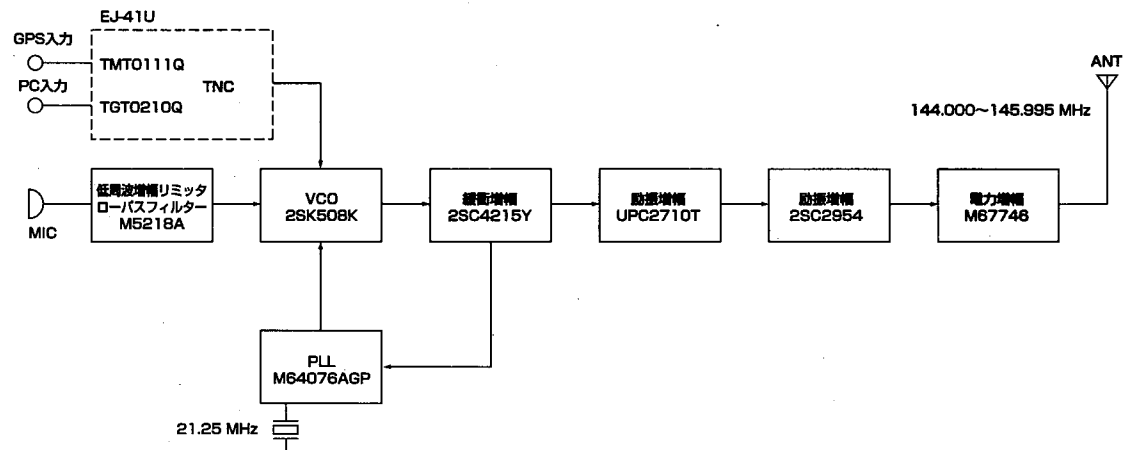 EJ-41U
GPS入力
TMT0111Q
TNC
PC入力
TGT0210Q
ANT
144.000～145.995 MHz
低周波増幅リミッタ
ローパスフィルター
M5218A
MIC
VCO
2SK508K
緩衝増幅
2SC4215Y
励振増幅
UPC2710T
励振増幅
2SC2954
電力増幅
M67746
PLL
M64076AGP
21.25 MHz